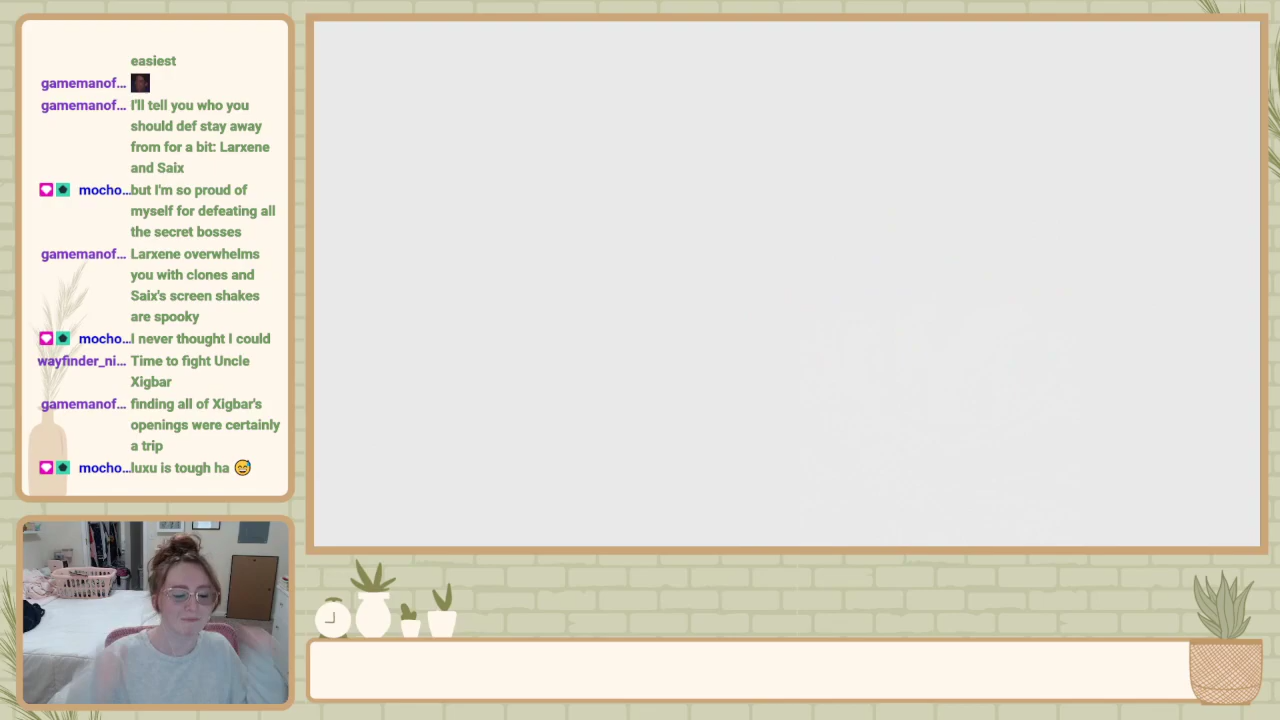 easiest
gamemanof...
gamemanof... I'll tell you who you
should def stay away
from for a bit: Larxene
and Saix
mocho... but I'm so proud of
myself for defeating all
the secret bosses
gamemanof... Larxene overwhelms
you with clones and
Saix's screen shakes
are spooky
mocho... I never thought I could
wayfinder_ni... Time to fight Uncle
Xigbar
gamemanof... finding all of Xigbar's
openings were certainly
a trip
mocho... luxu is tough ha 😅